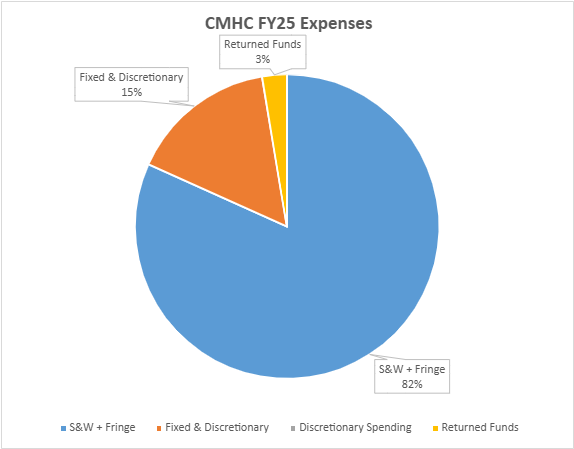 CMHC FY25 Expenses
Returned Funds
3%
Fixed & Discretionary
15%
S&W + Fringe
82%
S&W + Fringe Fixed & Discretionary Discretionary Spending Returned Funds